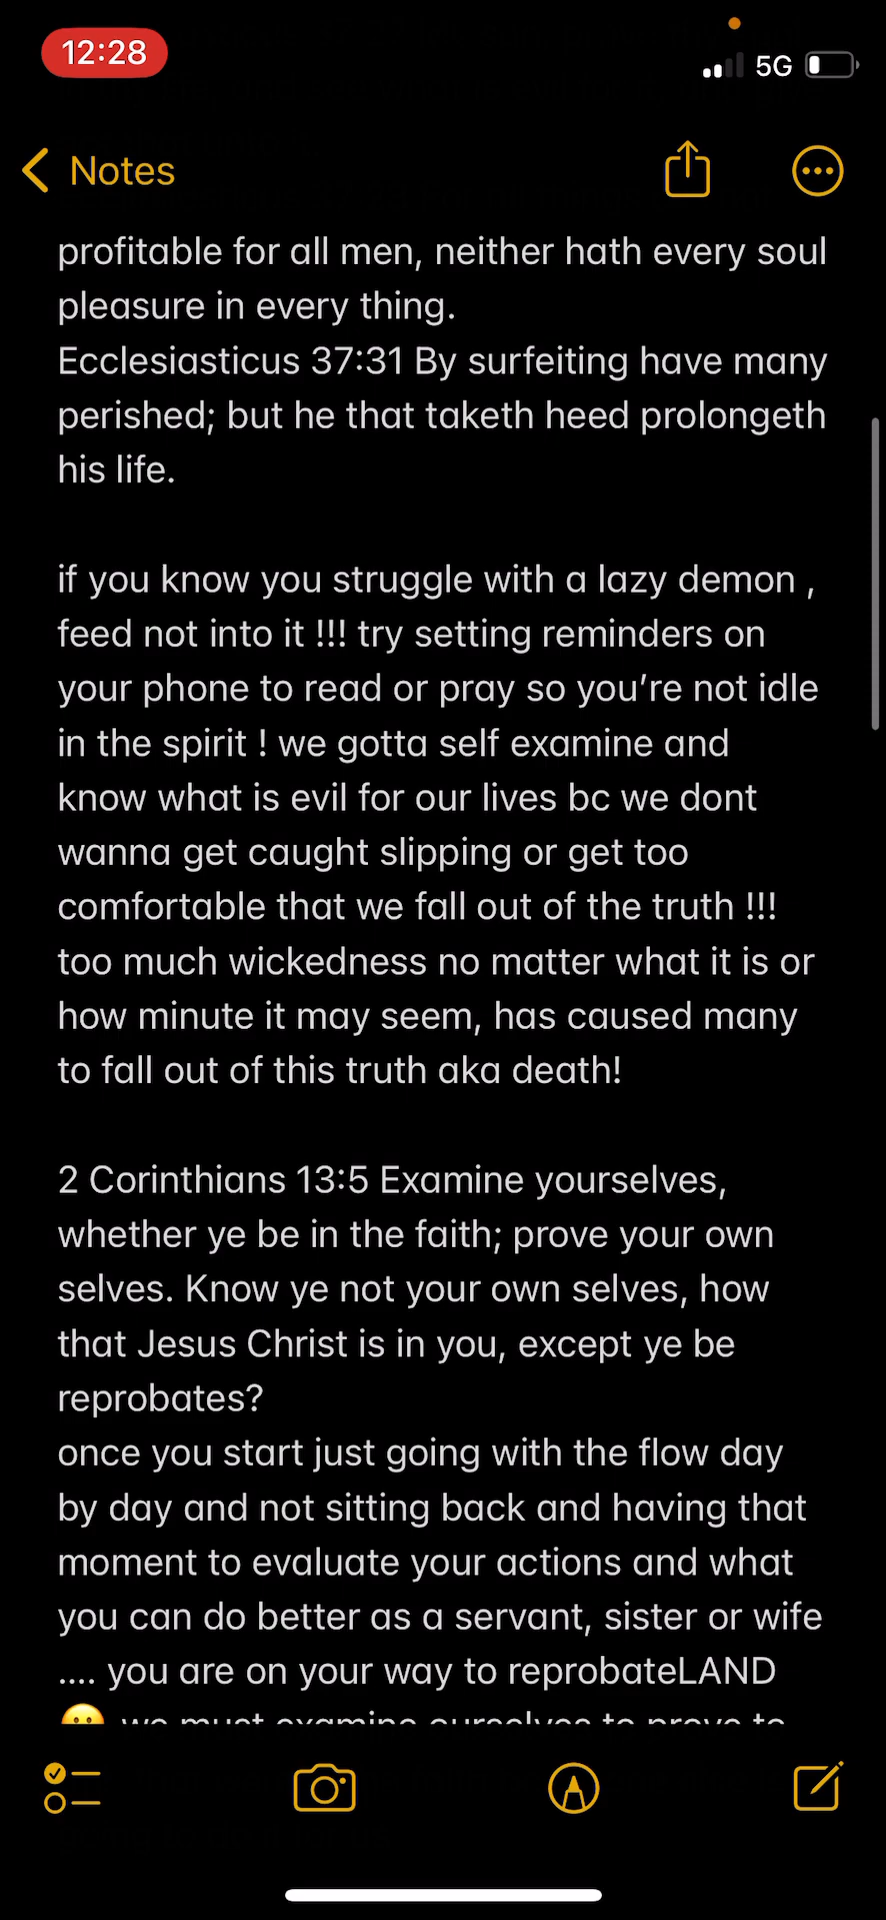 12:28
5G
Notes
profitable for all men, neither hath every soul
pleasure in every thing.
Ecclesiasticus 37:31 By surfeiting have many
perished; but he that taketh heed prolongeth
his life.
if you know you struggle with a lazy demon ,
feed not into it !!! try setting reminders on
your phone to read or pray so you’re not idle
in the spirit ! we gotta self examine and
know what is evil for our lives bc we dont
wanna get caught slipping or get too
comfortable that we fall out of the truth !!!
too much wickedness no matter what it is or
how minute it may seem, has caused many
to fall out of this truth aka death!
2 Corinthians 13:5 Examine yourselves,
whether ye be in the faith; prove your own
selves. Know ye not your own selves, how
that Jesus Christ is in you, except ye be
reprobates?
once you start just going with the flow day
by day and not sitting back and having that
moment to evaluate your actions and what
you can do better as a servant, sister or wife
.... you are on your way to reprobateLAND
we must examine ourselves to prove to